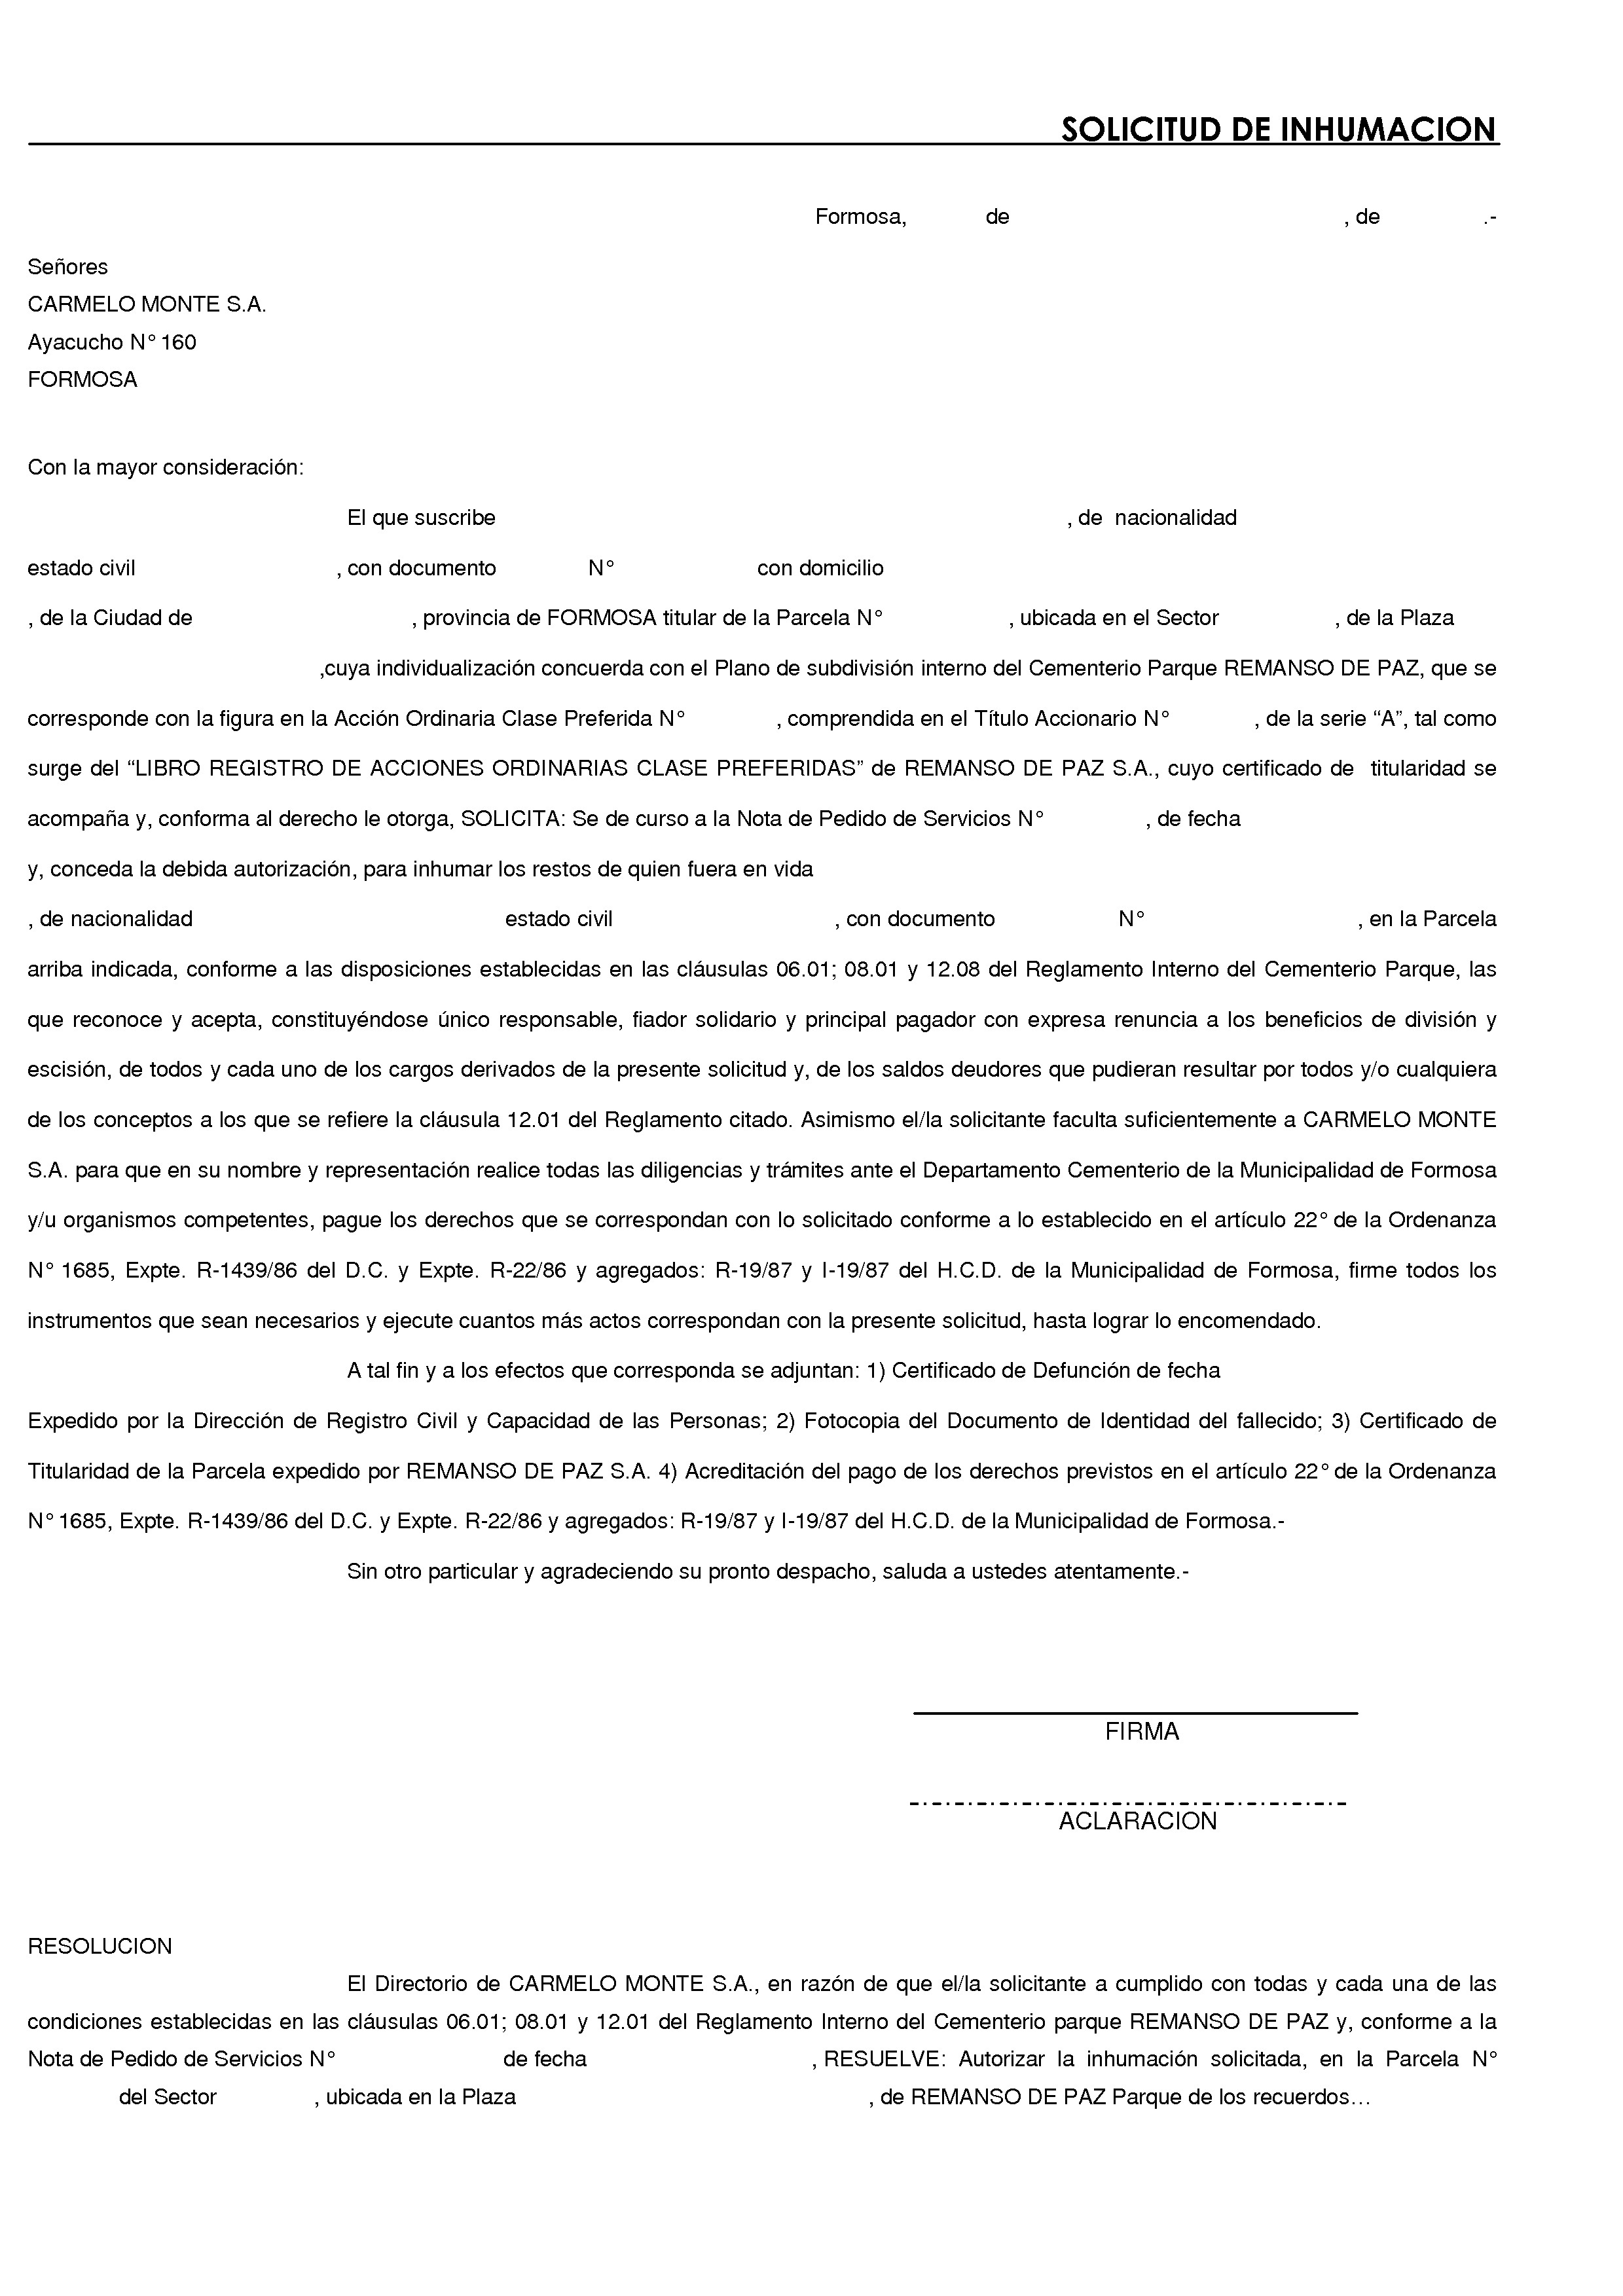 SOLICITUD DE INHUMACION
Formosa, de , de .-
Señores
CARMELO MONTE S.A.
Ayacucho N° 160
FORMOSA
Con la mayor consideración:
El que suscribe , de nacionalidad
estado civil , con documento N° con domicilio
, de la Ciudad de , provincia de FORMOSA titular de la Parcela N° , ubicada en el Sector , de la Plaza
,cuya individualización concuerda con el Plano de subdivisión interno del Cementerio Parque REMANSO DE PAZ, que se
corresponde con la figura en la Acción Ordinaria Clase Preferida N° , comprendida en el Título Accionario N° , de la serie “A”, tal como
surge del “LIBRO REGISTRO DE ACCIONES ORDINARIAS CLASE PREFERIDAS” de REMANSO DE PAZ S.A., cuyo certificado de titularidad se
acompaña y, conforma al derecho le otorga, SOLICITA: Se de curso a la Nota de Pedido de Servicios N° , de fecha
y, conceda la debida autorización, para inhumar los restos de quien fuera en vida
, de nacionalidad estado civil , con documento N° , en la Parcela
arriba indicada, conforme a las disposiciones establecidas en las cláusulas 06.01; 08.01 y 12.08 del Reglamento Interno del Cementerio Parque, las
que reconoce y acepta, constituyéndose único responsable, fiador solidario y principal pagador con expresa renuncia a los beneficios de división y
escisión, de todos y cada uno de los cargos derivados de la presente solicitud y, de los saldos deudores que pudieran resultar por todos y/o cualquiera
de los conceptos a los que se refiere la cláusula 12.01 del Reglamento citado. Asimismo el/la solicitante faculta suficientemente a CARMELO MONTE
S.A. para que en su nombre y representación realice todas las diligencias y trámites ante el Departamento Cementerio de la Municipalidad de Formosa
y/u organismos competentes, pague los derechos que se correspondan con lo solicitado conforme a lo establecido en el artículo 22° de la Ordenanza
N° 1685, Expte. R-1439/86 del D.C. y Expte. R-22/86 y agregados: R-19/87 y I-19/87 del H.C.D. de la Municipalidad de Formosa, firme todos los
instrumentos que sean necesarios y ejecute cuantos más actos correspondan con la presente solicitud, hasta lograr lo encomendado.
A tal fin y a los efectos que corresponda se adjuntan: 1) Certificado de Defunción de fecha
Expedido por la Dirección de Registro Civil y Capacidad de las Personas; 2) Fotocopia del Documento de Identidad del fallecido; 3) Certificado de
Titularidad de la Parcela expedido por REMANSO DE PAZ S.A. 4) Acreditación del pago de los derechos previstos en el artículo 22° de la Ordenanza
N° 1685, Expte. R-1439/86 del D.C. y Expte. R-22/86 y agregados: R-19/87 y I-19/87 del H.C.D. de la Municipalidad de Formosa.-
Sin otro particular y agradeciendo su pronto despacho, saluda a ustedes atentamente.-
FIRMA
ACLARACION
RESOLUCION
El Directorio de CARMELO MONTE S.A., en razón de que el/la solicitante a cumplido con todas y cada una de las
condiciones establecidas en las cláusulas 06.01; 08.01 y 12.01 del Reglamento Interno del Cementerio parque REMANSO DE PAZ y, conforme a la
Nota de Pedido de Servicios N° de fecha , RESUELVE: Autorizar la inhumación solicitada, en la Parcela N°
del Sector , ubicada en la Plaza , de REMANSO DE PAZ Parque de los recuerdos…